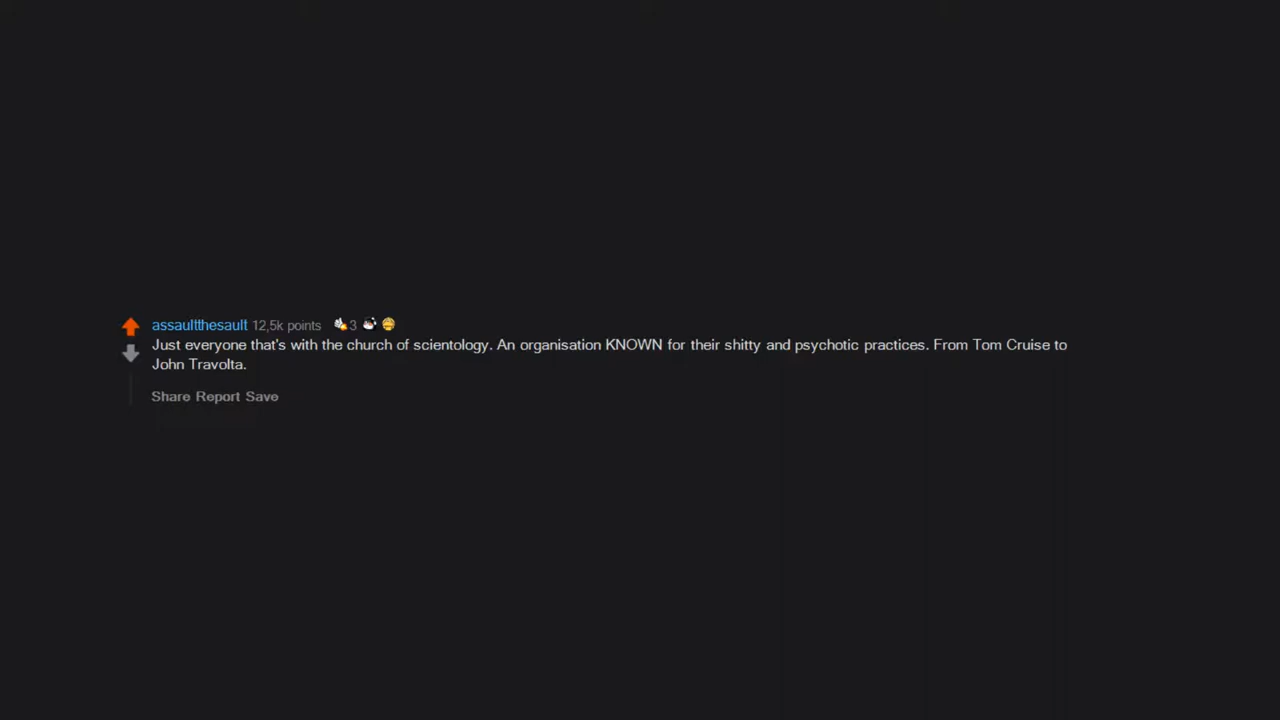 assaultthesault 12,5k points 3
Just everyone that's with the church of scientology. An organisation KNOWN for their shitty and psychotic practices. From Tom Cruise to
John Travolta.
Share Report Save